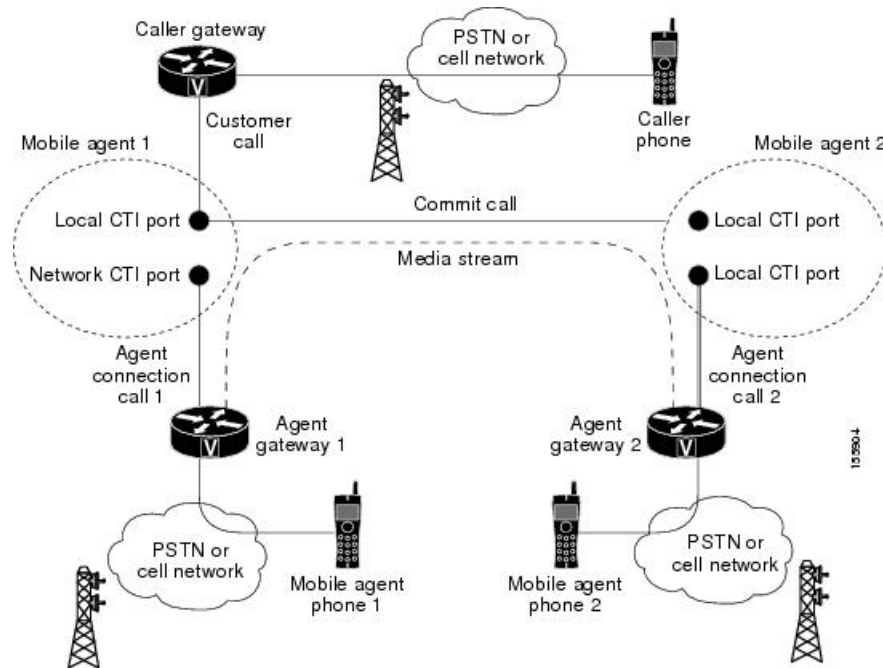 Caller gateway
PSTN or
cell network
V
Customer
call
Caller
phone
Mobile agent 1
Mobile agent 2
Local CTI port
Commit call
Local CTI port
Media stream
Network CTI port
Local CTI port
Agent
connection
call 1
Agent
connection
call 2
Agent
gateway 1
Agent
gateway 2
V
V
155904
PSTN or
cell network
Mobile agent
phone 1
Mobile agent
phone 2
PSTN or
cell network